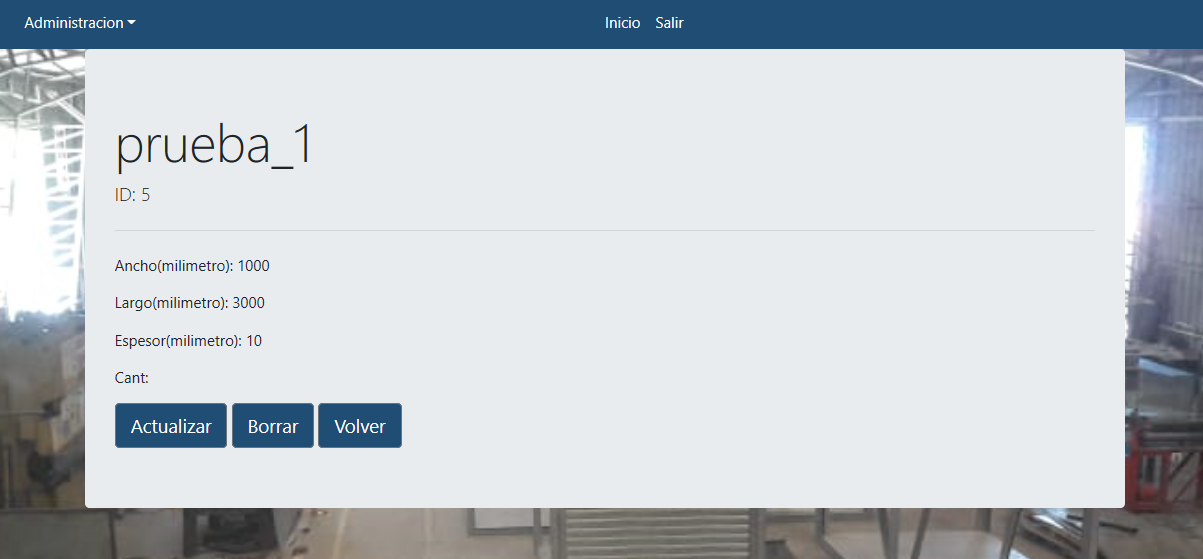 Administracion Inicio Salir
prueba_1
ID: 5
Ancho(milimetro): 1000
Largo(milimetro): 3000
Espesor(milimetro): 10
Cant:
Actualizar Borrar Volver